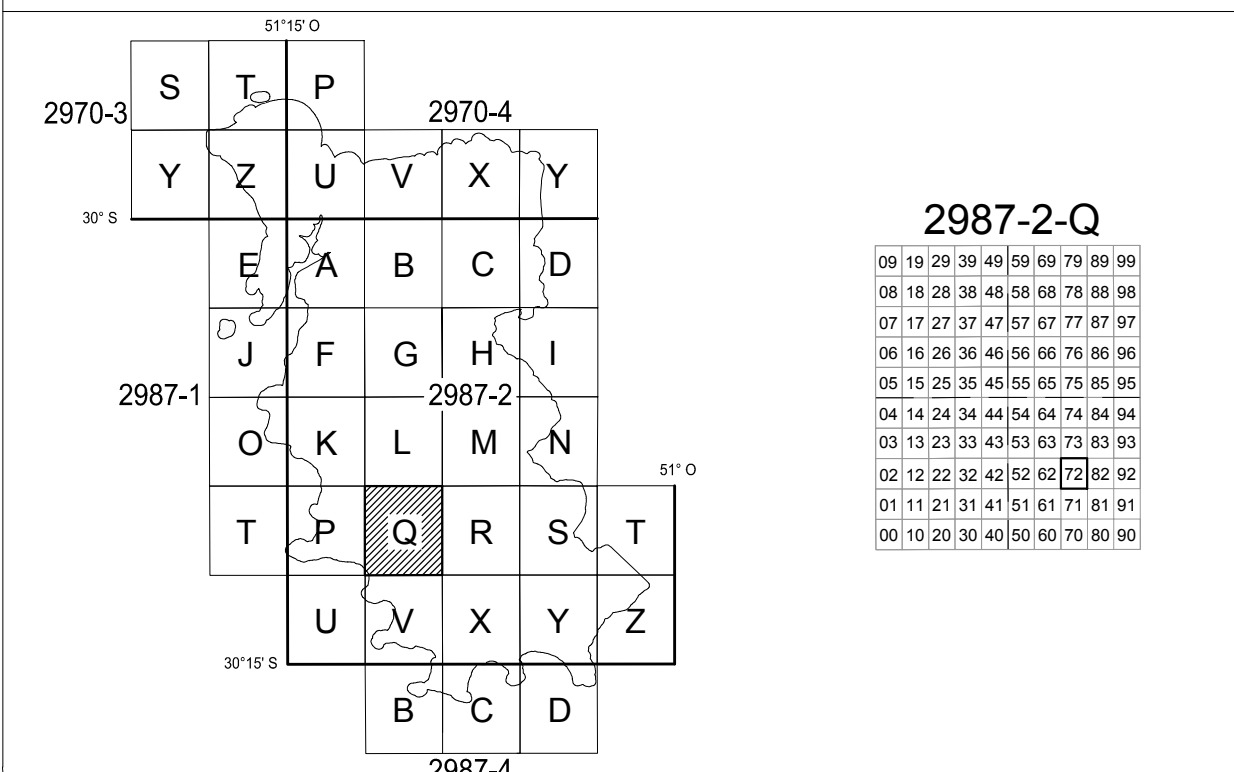 51°15' O
S T P
2970-3 2970-4
Y Z U V X Y
30° S
E A B C D
J F G H I
2987-1 2987-2
O K L M N
51° O
T P Q R S T
U V X Y Z
30°15' S
B C D
2987-4
2987-2-Q
09 19 29 39 49 59 69 79 89 99
08 18 28 38 48 58 68 78 88 98
07 17 27 37 47 57 67 77 87 97
06 16 26 36 46 56 66 76 86 96
05 15 25 35 45 55 65 75 85 95
04 14 24 34 44 54 64 74 84 94
03 13 23 33 43 53 63 73 83 93
02 12 22 32 42 52 62 72 82 92
01 11 21 31 41 51 61 71 81 91
00 10 20 30 40 50 60 70 80 90